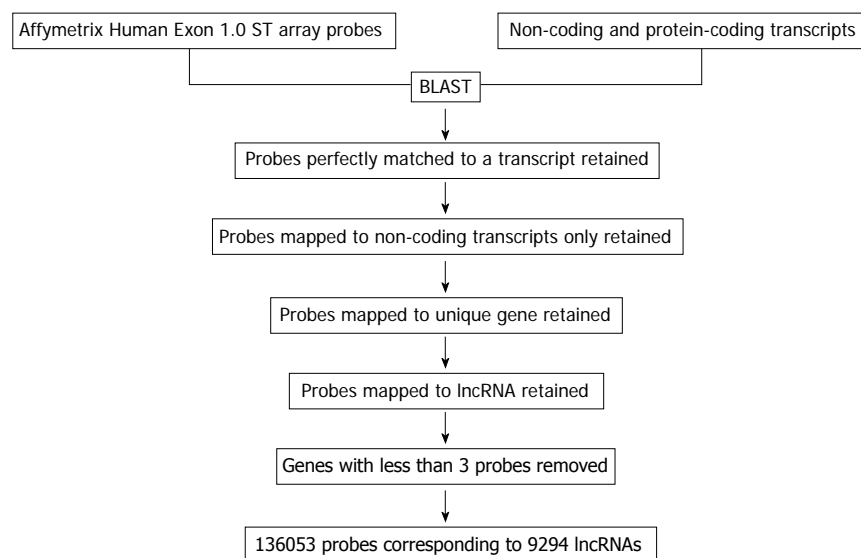 Affymetrix Human Exon 1.0 ST array probes
Non-coding and protein-coding transcripts
BLAST
Probes perfectly matched to a transcript retained
Probes mapped to non-coding transcripts only retained
Probes mapped to unique gene retained
Probes mapped to lncRNA retained
Genes with less than 3 probes removed
136053 probes corresponding to 9294 lncRNAs